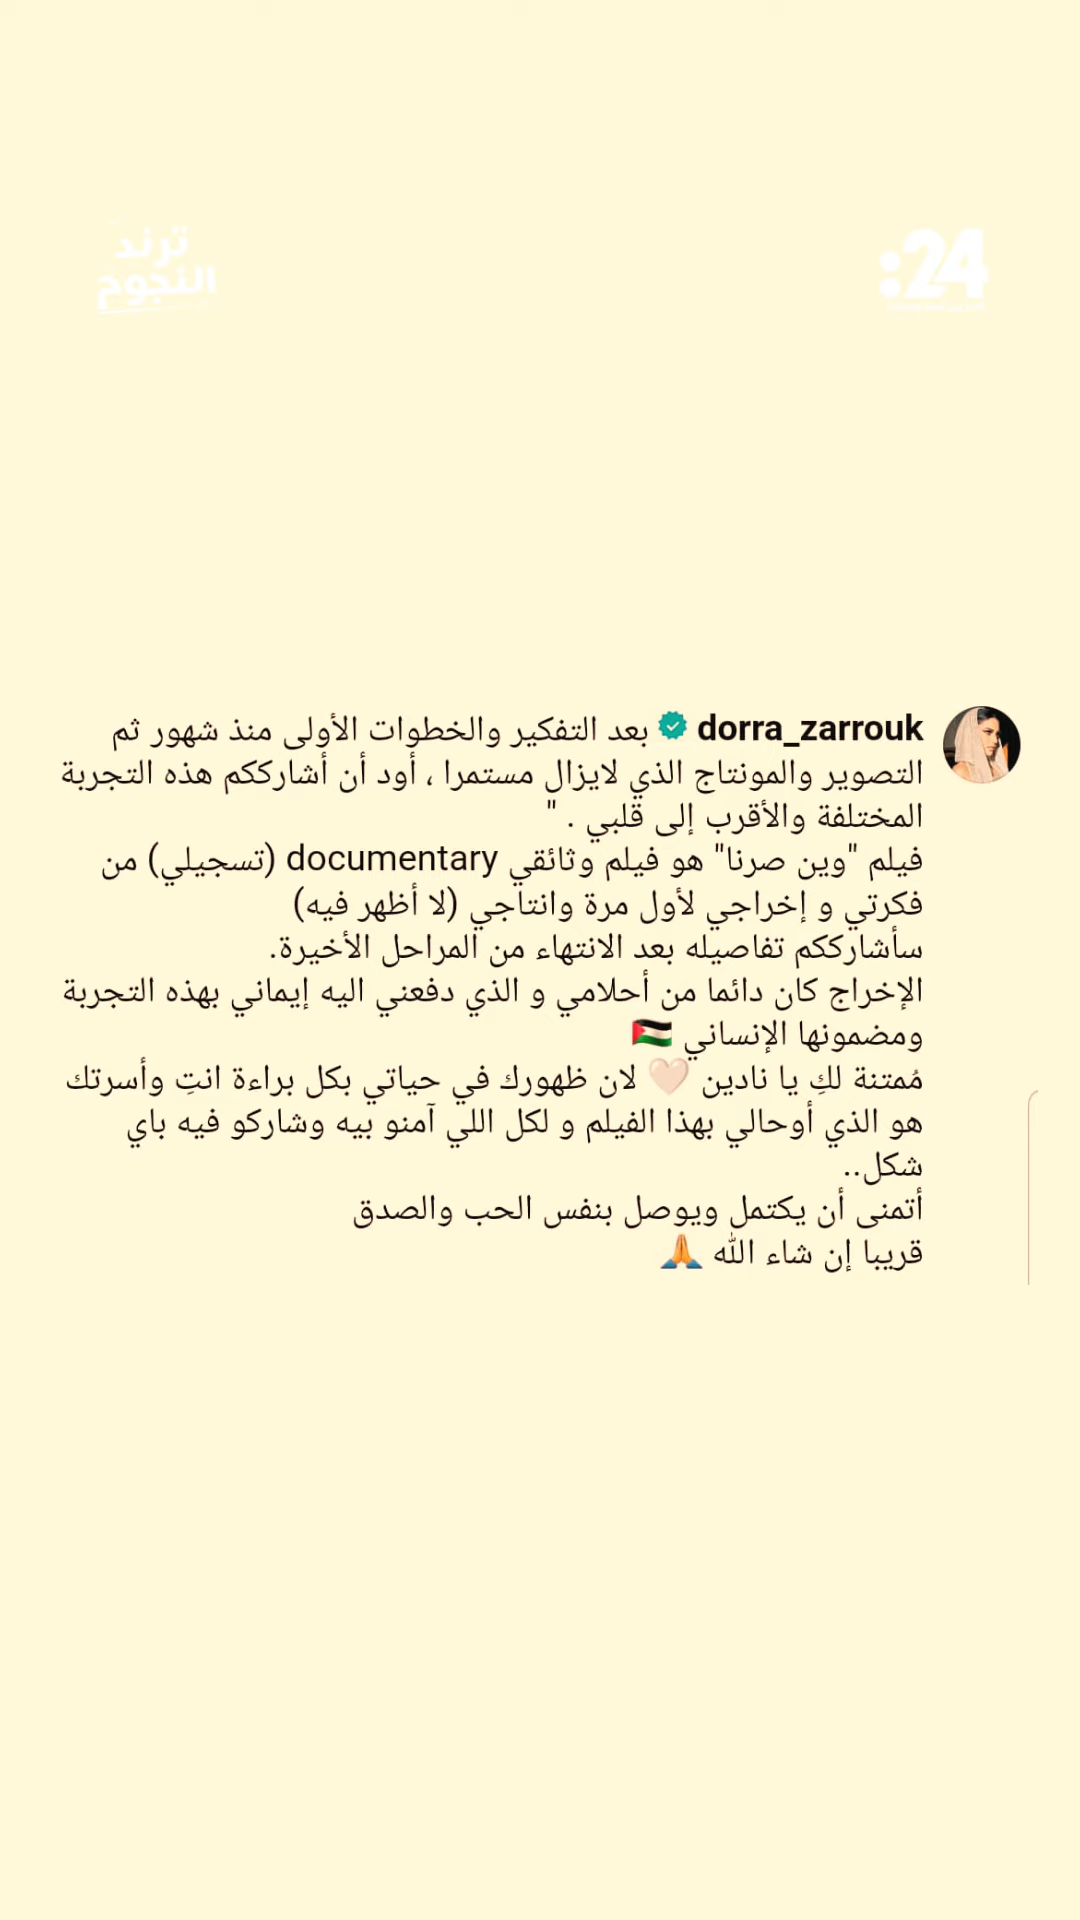 ترند
النجوم
24:
dorra_zarrouk بعد التفكير والخطوات الأولى منذ شهور ثم
التصوير والمونتاج الذي لايزال مستمرا ، أود أن أشارككم هذه التجربة
المختلفة والأقرب إلى قلبي . "
فيلم "وين صرنا" هو فيلم وثائقي documentary (تسجيلي) من
فكرتي و إخراجي لأول مرة وانتاجي (لا أظهر فيه)
سأشارككم تفاصيله بعد الانتهاء من المراحل الأخيرة.
الإخراج كان دائما من أحلامي و الذي دفعني اليه إيماني بهذه التجربة
ومضمونها الإنساني 🇵🇸
مُمتنة لكِ يا نادين 🩷 لان ظهورك في حياتي بكل براءة انتِ وأسرتك
هو الذي أوحالي بهذا الفيلم و لكل اللي آمنو بيه وشاركو فيه باي
شكل..
أتمنى أن يكتمل ويوصل بنفس الحب والصدق
قريبا إن شاء الله 🙏